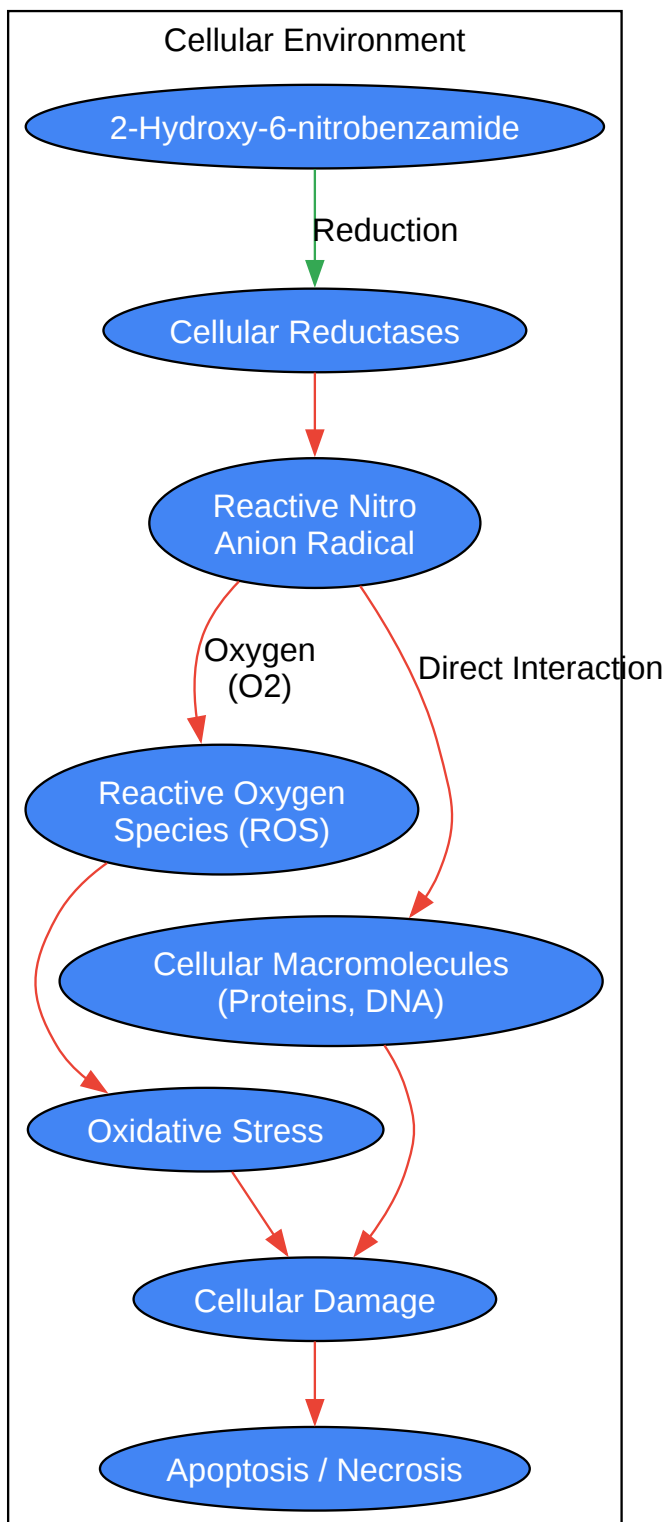 Cellular Environment
2-Hydroxy-6-nitrobenzamide
Reduction
Cellular Reductases
Reactive Nitro
Anion Radical
Oxygen
(O2)
Direct Interaction
Reactive Oxygen
Species (ROS)
Cellular Macromolecules
(Proteins, DNA)
Oxidative Stress
Cellular Damage
Apoptosis / Necrosis